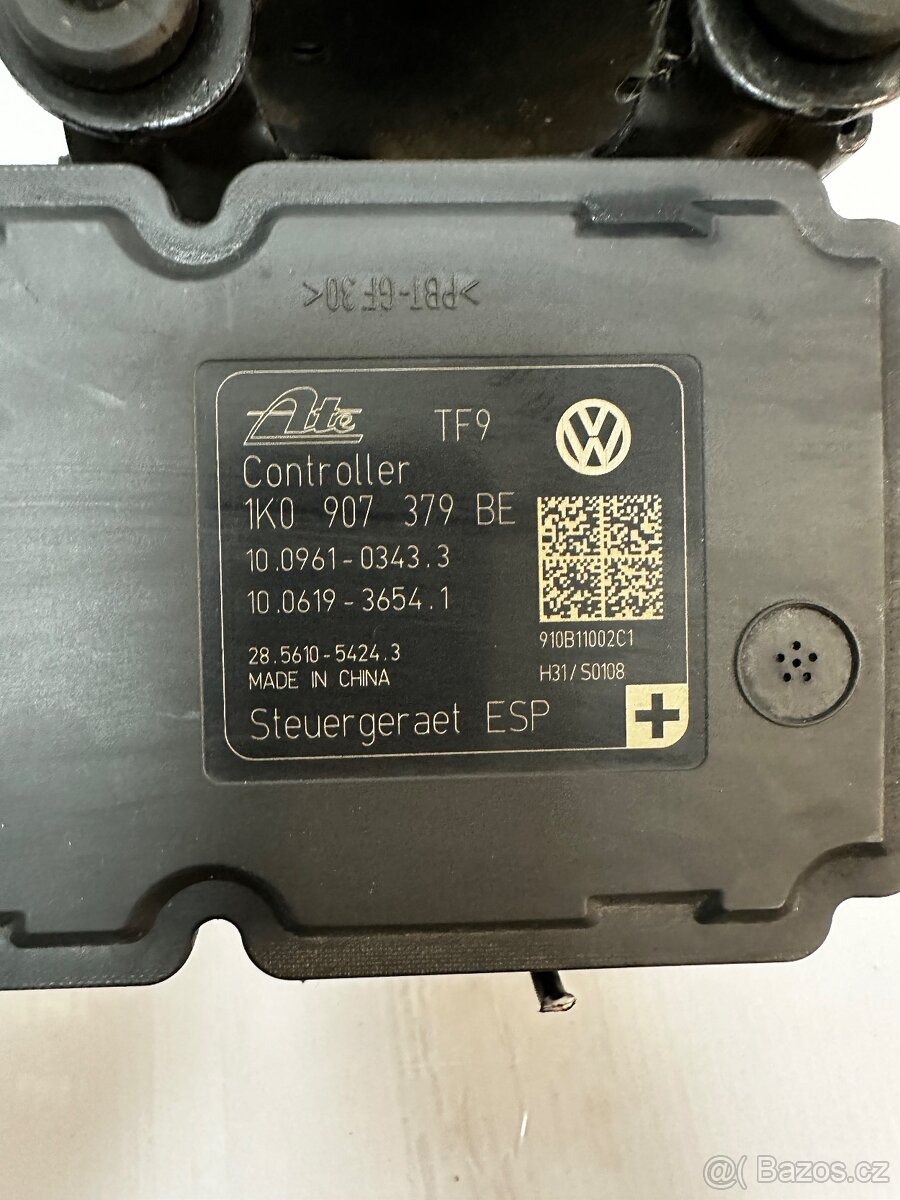 >PBT-GF30<
Ate TF9
Controller
1K0 907 379 BE
10.0961-0343.3
10.0619-3654.1
28.5610-5424.3
MADE IN CHINA
910B11002C1
H31/S0108
Steuergeraet ESP
@( Bazos.cz